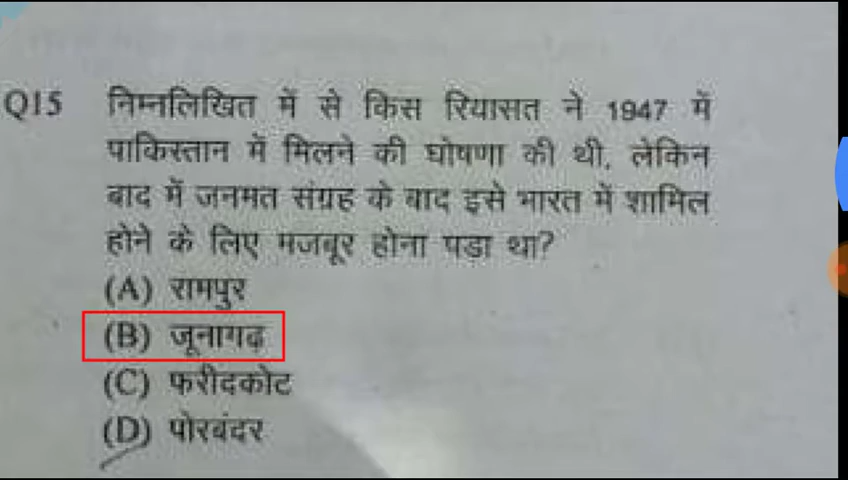 Q15 निम्नलिखित में से किस रियासत ने 1947 में
पाकिस्तान में मिलने की घोषणा की थी, लेकिन
बाद में जनमत संग्रह के बाद इसे भारत में शामिल
होने के लिए मजबूर होना पडा था?
(A) रामपुर
(B) जूनागढ़
(C) फरीदकोट
(D) पोरबंदर